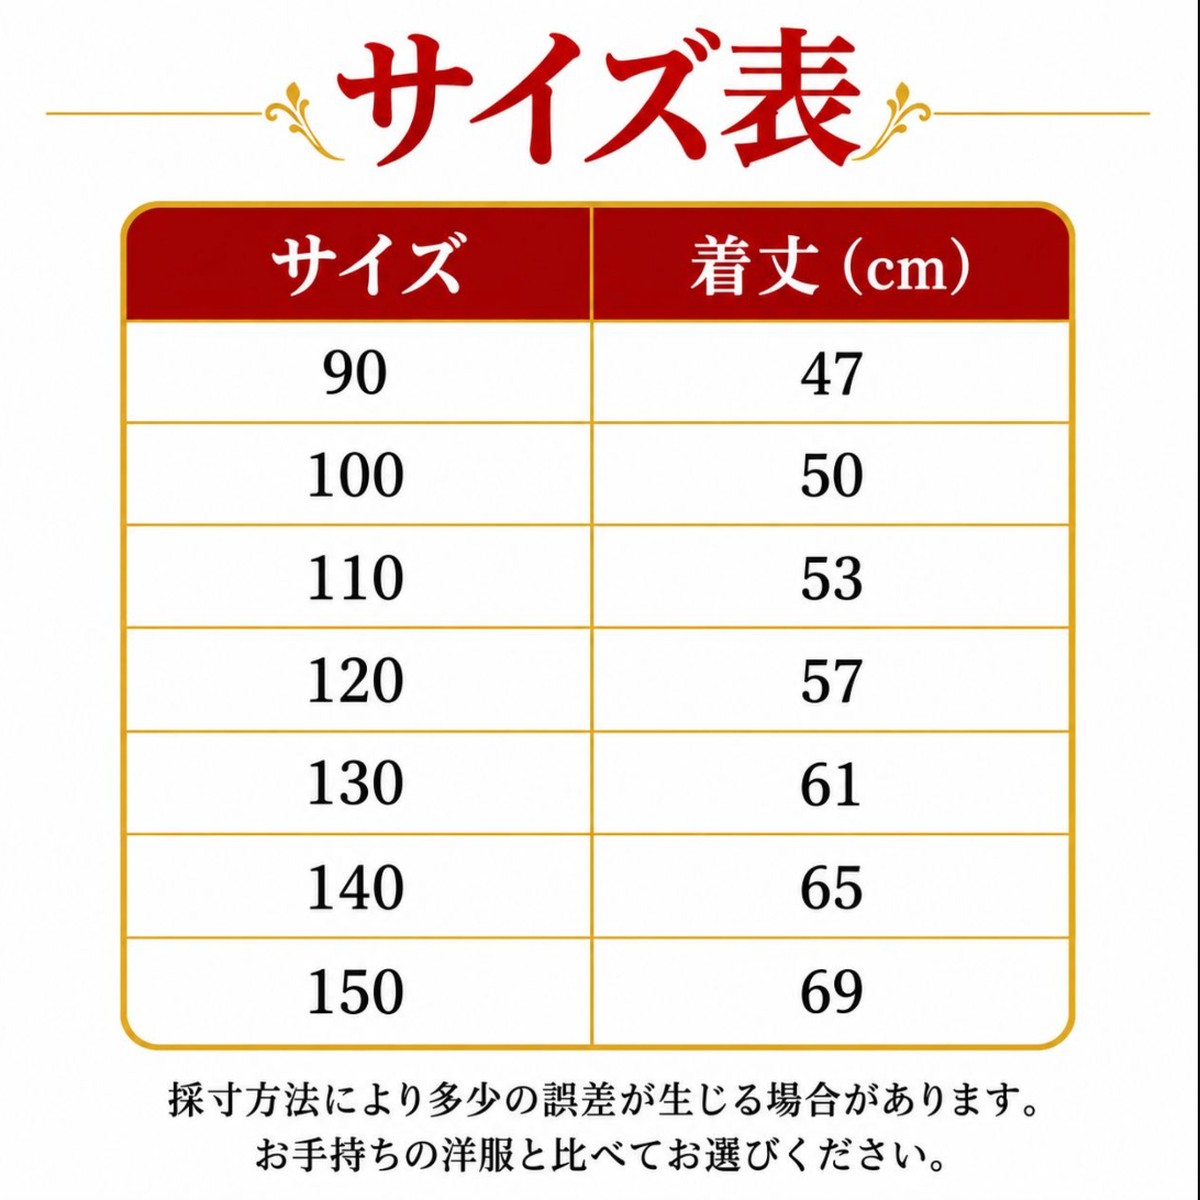 サイズ表
サイズ 着丈（cm）
90 47
100 50
110 53
120 57
130 61
140 65
150 69
採寸方法により多少の誤差が生じる場合があります。
お手持ちの洋服と比べてお選びください。